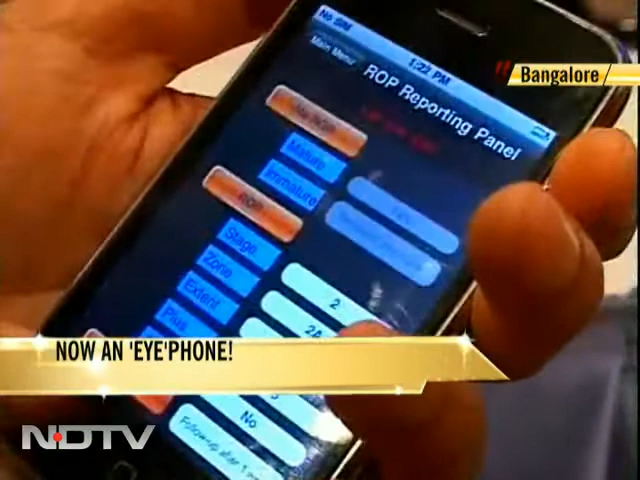 No SIM
1:22 PM
Main Menu
ROP Reporting Panel
Bangalore
No ROP
Mature
Immature
ROP
Stage
Zone
Extent
Plus
2
2A
No
NOW AN 'EYE'PHONE!
NDTV